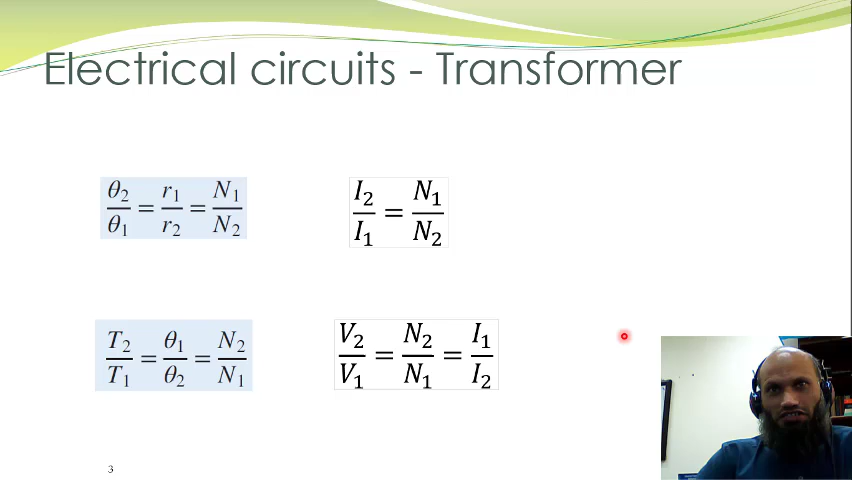 Electrical circuits - Transformer
θ₂/θ₁ = r₁/r₂ = N₁/N₂
I₂/I₁ = N₁/N₂
T₂/T₁ = θ₁/θ₂ = N₂/N₁
V₂/V₁ = N₂/N₁ = I₁/I₂
3